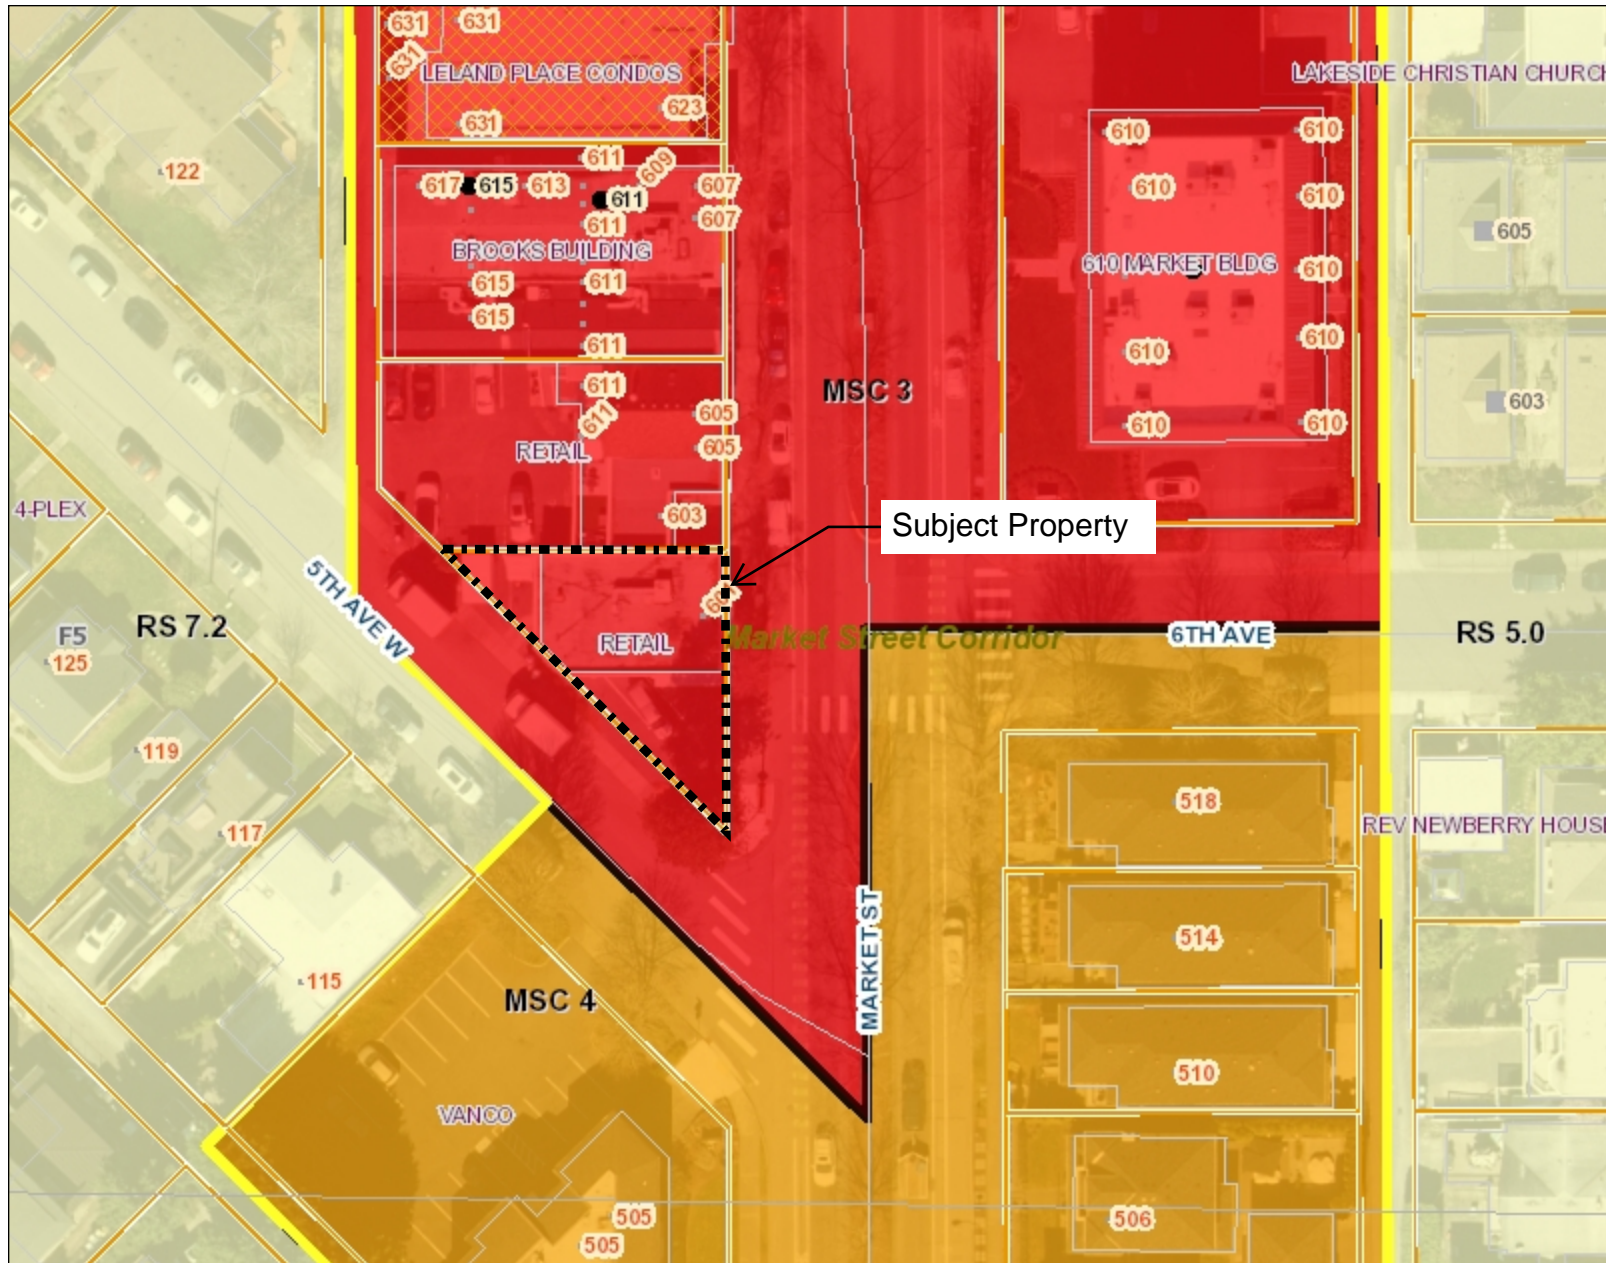 631
631
631
LELAND PLACE CONDOS
623
631
LAKESIDE CHRISTIAN CHURCH
122
611
609
617
615
613
611
607
607
611
BROOKS BUILDING
615
611
615
611
610
610
610
610
610 MARKET BLDG
610
610
610
610
610
605
603
611
611
605
605
RETAIL
603
MSC 3
Subject Property
4-PLEX
5TH AVE W
RS 7.2
F5
125
RETAIL
Market Street Corridor
6TH AVE
RS 5.0
119
117
115
518
REV NEWBERRY HOUSE
514
MARKET ST
MSC 4
510
VANCO
505
505
506